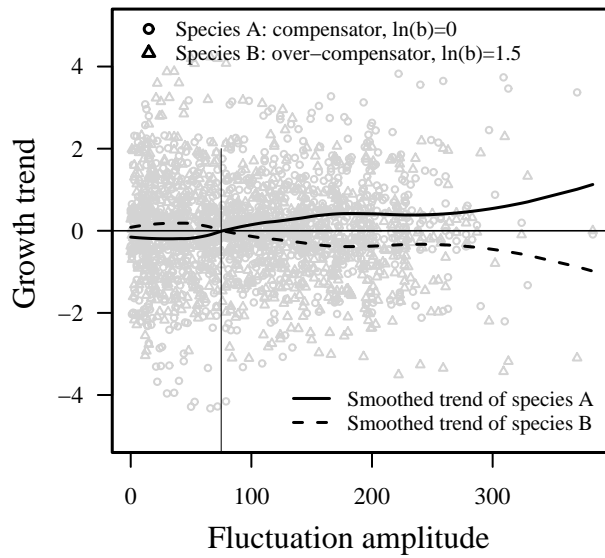 Species A: compensator, ln(b)=0
Species B: over−compensator, ln(b)=1.5
4
2
0
−2
−4
Growth trend
Smoothed trend of species A
Smoothed trend of species B
0
100
200
300
Fluctuation amplitude